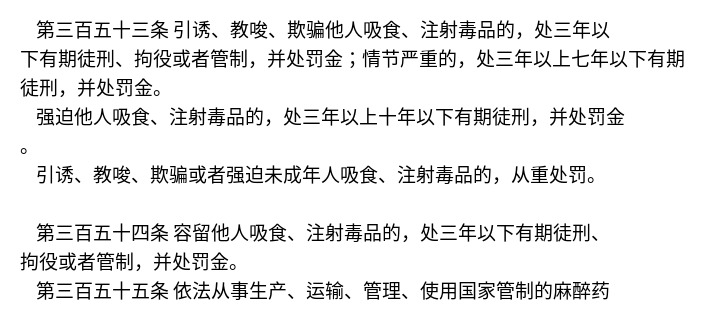 第三百五十三条 引诱、教唆、欺骗他人吸食、注射毒品的，处三年以
下有期徒刑、拘役或者管制，并处罚金；情节严重的，处三年以上七年以下有期
徒刑，并处罚金。
强迫他人吸食、注射毒品的，处三年以上十年以下有期徒刑，并处罚金
。
引诱、教唆、欺骗或者强迫未成年人吸食、注射毒品的，从重处罚。
第三百五十四条 容留他人吸食、注射毒品的，处三年以下有期徒刑、
拘役或者管制，并处罚金。
第三百五十五条 依法从事生产、运输、管理、使用国家管制的麻醉药